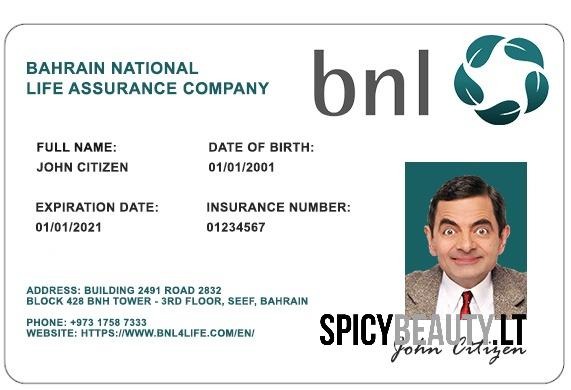 BAHRAIN NATIONAL
LIFE ASSURANCE COMPANY
bnl
FULL NAME:
JOHN CITIZEN
DATE OF BIRTH:
01/01/2001
EXPIRATION DATE:
01/01/2021
INSURANCE NUMBER:
01234567
ADDRESS: BUILDING 2491 ROAD 2832
BLOCK 428 BNH TOWER - 3RD FLOOR, SEEF, BAHRAIN
PHONE: +973 1758 7333
WEBSITE: HTTPS://WWW.BNL4LIFE.COM/EN/
SPICYBEAUTY.LT
John Citizen